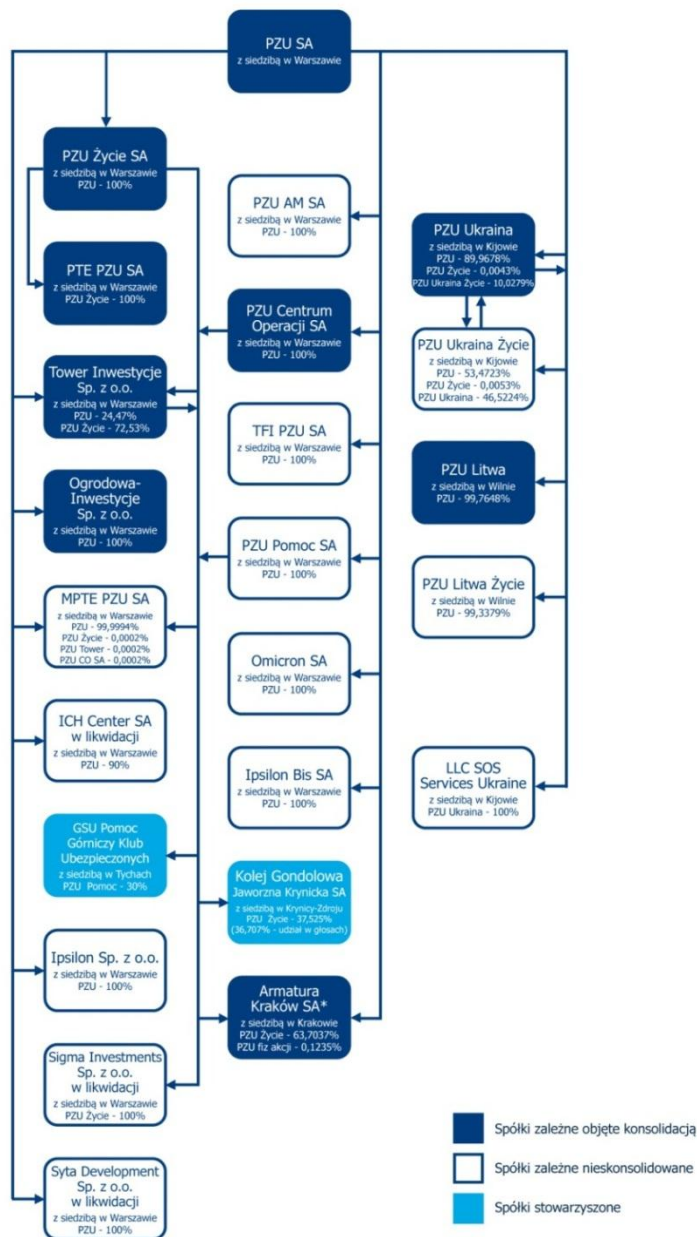 PZU SA
z siedzibą w Warszawie
PZU Życie SA
z siedzibą w Warszawie
PZU - 100%
PTE PZU SA
z siedzibą w Warszawie
PZU Życie - 100%
Tower Inwestycje
Sp. z o.o.
z siedzibą w Warszawie
PZU - 24,47%
PZU Życie - 72,53%
Ogrodowa-
Inwestycje
Sp. z o.o.
z siedzibą w Warszawie
PZU - 100%
MPTE PZU SA
z siedzibą w Warszawie
PZU - 99,9994%
PZU Życie - 0,0002%
PZU Tower - 0,0002%
PZU CO SA - 0,0002%
ICH Center SA
w likwidacji
z siedzibą w Warszawie
PZU - 90%
GSU Pomoc
Górniczy Klub
Ubezpieczonych
z siedzibą w Tychach
PZU Pomoc - 30%
Ipsilon Sp. z o.o.
z siedzibą w Warszawie
PZU - 100%
Sigma Investments
Sp. z o.o.
w likwidacji
z siedzibą w Warszawie
PZU Życie - 100%
Syta Development
Sp. z o.o.
w likwidacji
z siedzibą w Warszawie
PZU - 100%
PZU AM SA
z siedzibą w Warszawie
PZU - 100%
PZU Centrum
Operacji SA
z siedzibą w Warszawie
PZU - 100%
TFI PZU SA
z siedzibą w Warszawie
PZU - 100%
PZU Pomoc SA
z siedzibą w Warszawie
PZU - 100%
Omicron SA
z siedzibą w Warszawie
PZU - 100%
Ipsilon Bis SA
z siedzibą w Warszawie
PZU - 100%
Kolej Gondolowa
Jaworzna Krynicka SA
z siedzibą w Krynicy-Zdroju
PZU Życie - 37,525%
(36,707% - udział w głosach)
Armatura
Kraków SA*
z siedzibą w Krakowie
PZU Życie - 63,7037%
PZU fiz akcji - 0,1235%
PZU Ukraina
z siedzibą w Kijowie
PZU - 89,9678%
PZU Życie - 0,0043%
PZU Ukraina Życie - 10,0279%
PZU Ukraina Życie
z siedzibą w Kijowie
PZU - 53,4723%
PZU Życie - 0,0053%
PZU Ukraina - 46,5224%
PZU Litwa
z siedzibą w Wilnie
PZU - 99,7648%
PZU Litwa Życie
z siedzibą w Wilnie
PZU - 99,3379%
LLC SOS
Services Ukraine
z siedzibą w Kijowie
PZU Ukraina - 100%
Spółki zależne objęte konsolidacją
Spółki zależne nieskonsolidowane
Spółki stowarzyszone